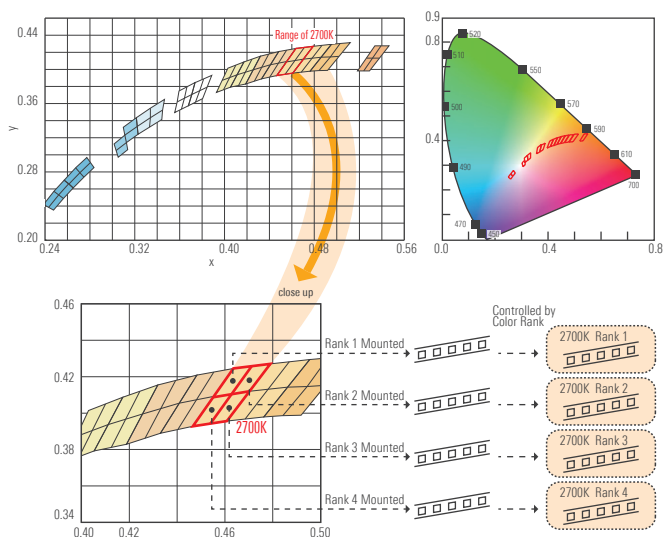 0.44
0.36
0.28
0.20
y
0.24
0.32
0.40
0.48
0.56
x
Range of 2700K
0.9
0.8
0.4
0.0
0.0
0.4
0.8
520
510
500
490
470
450
550
570
590
610
700
close up
0.46
0.42
0.38
0.34
0.40
0.42
0.46
0.50
2700K
Controlled by
Color Rank
Rank 1 Mounted
2700K Rank 1
Rank 2 Mounted
2700K Rank 2
Rank 3 Mounted
2700K Rank 3
Rank 4 Mounted
2700K Rank 4